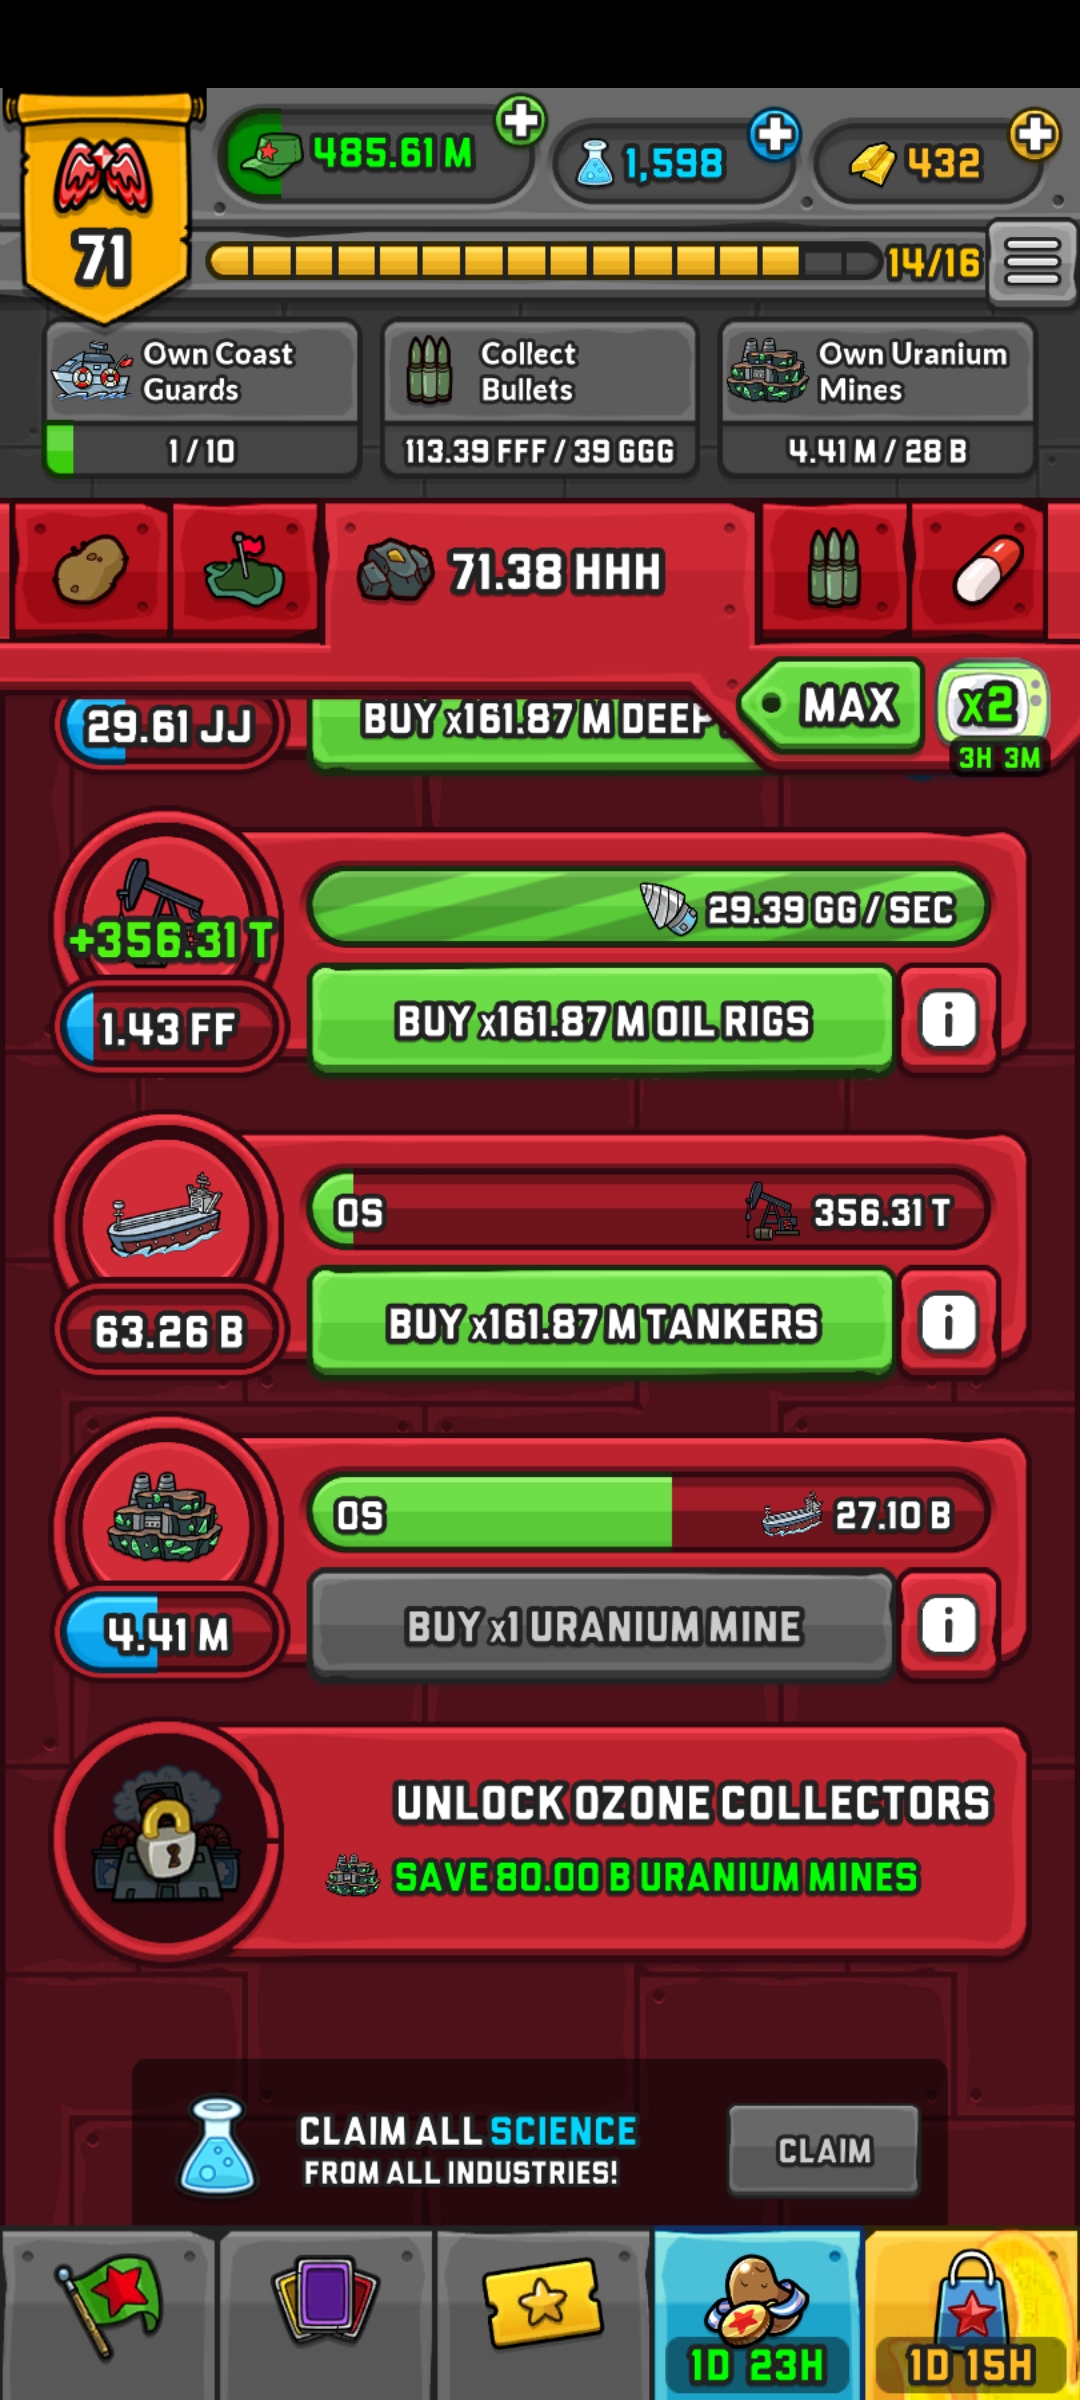 485.61 M
1,598
432
71
14/16
Own Coast
Guards
1 / 10
Collect
Bullets
113.39 FFF / 39 GGG
Own Uranium
Mines
4.41 M / 28 B
71.38 HHH
MAX
x2
3H 3M
29.61 JJ
BUY x161.87 M DEEP
+356.31 T
29.39 GG / SEC
1.43 FF
BUY x161.87 M OIL RIGS
i
0S
356.31 T
63.26 B
BUY x161.87 M TANKERS
i
0S
27.10 B
4.41 M
BUY x1 URANIUM MINE
i
UNLOCK OZONE COLLECTORS
SAVE 80.00 B URANIUM MINES
CLAIM ALL SCIENCE
FROM ALL INDUSTRIES!
CLAIM
1D 23H
1D 15H